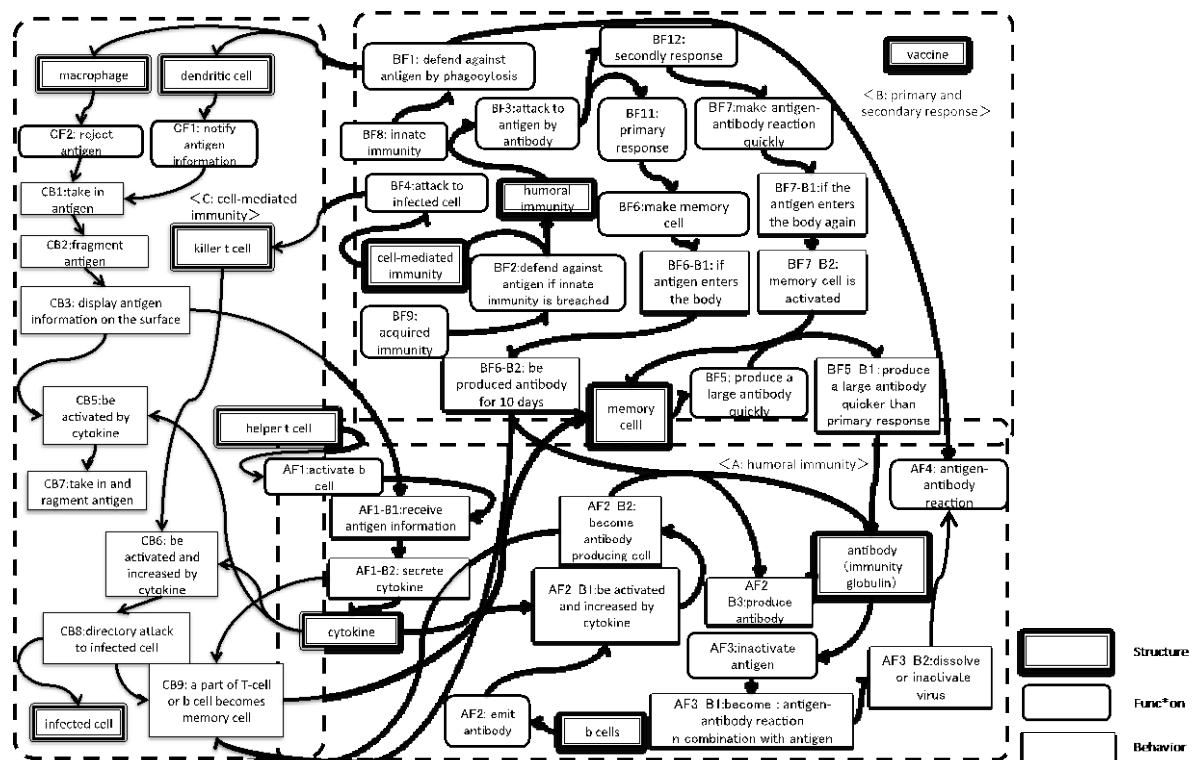 macrophage
dendritic cell
CF2: reject
antigen
CF1: notify
antigen
information
CB1:take in
antigen
<C: cell-mediated
immunity>
killer t cell
CB2:fragment
antigen
CB3: display antigen
information on the surface
CB5:be
activated by
cytokine
CB7:take in and
ragment antigen
CB6: be
activated and
increased by
cytokine
CB8:directory attack
to infected cell
CB9: a part of T-cell
or b cell becomes
memory cell
infected cell
BF1: defend against
antigen by phagocylosis
BF12:
secondly response
vaccine
<B: primary and
secondary response>
BF8: innate
immunity
BF3:attack to
antigen by
antibody
BF11:
primary
response
BF7:make antigen-
antibody reaction
quickly
BF4:attack to
infected cell
humoral
immunity
BF6:make memory
cell
BF7-B1:if the
antigen enters
the body again
cell-mediated
immunity
BF2:defend against
antigen if innate
immunity is breached
BF6-B1: if
antigen enters
the body
BF7 B2:
memory cell is
activated
BF9:
acquired
immunity
BF6-B2: be
produced antibody
for 10 days
memory
celll
BF5: produce a
large antibody
quickly
BF5 B1:produce
a large antibody
quicker than
primary response
helper t cell
AF1:activate b
cell
<A: humoral immunity>
AF4: antigen-
antibody
reaction
AF1-B1:receive
antigen information
AF2 B2:
become
antibody
producing cell
AF1-B2: secrete
cytokine
antibody
(immunity
globulin)
AF2 B1:be activated
and increased by
cytokine
AF2
B3:produce
antibody
cytokine
AF3:inactivate
antigen
AF3 B2:dissolve
or inactivate
virus
AF2: emit
antibody
b cells
AF3 B1:become : antigen-
antibody reaction
n combination with antigen
Structure
Func*on
Behavior